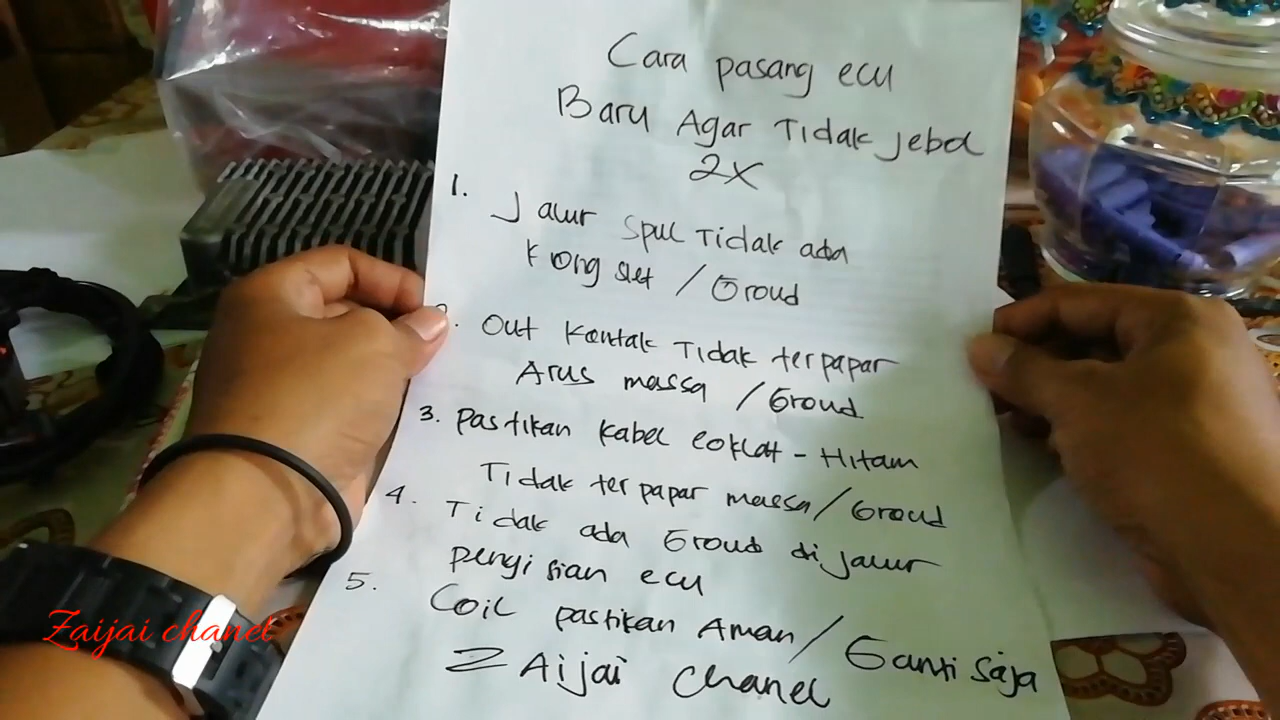 Cara pasang ecu
Baru Agar Tidak jebol
2X
1. Jalur spul Tidak ada
kongslet / Groud
2. Out Kontak Tidak terpapar
Arus massa / Groud
3. Pastikan Kabel Coklat - Hitam
Tidak terpapar massa / Groud
4. Tidak ada Groud di jalur
pengisian ecu
5. Coil pastikan Aman / Ganti saja
ZAijai Chanel
Zaijai chanel